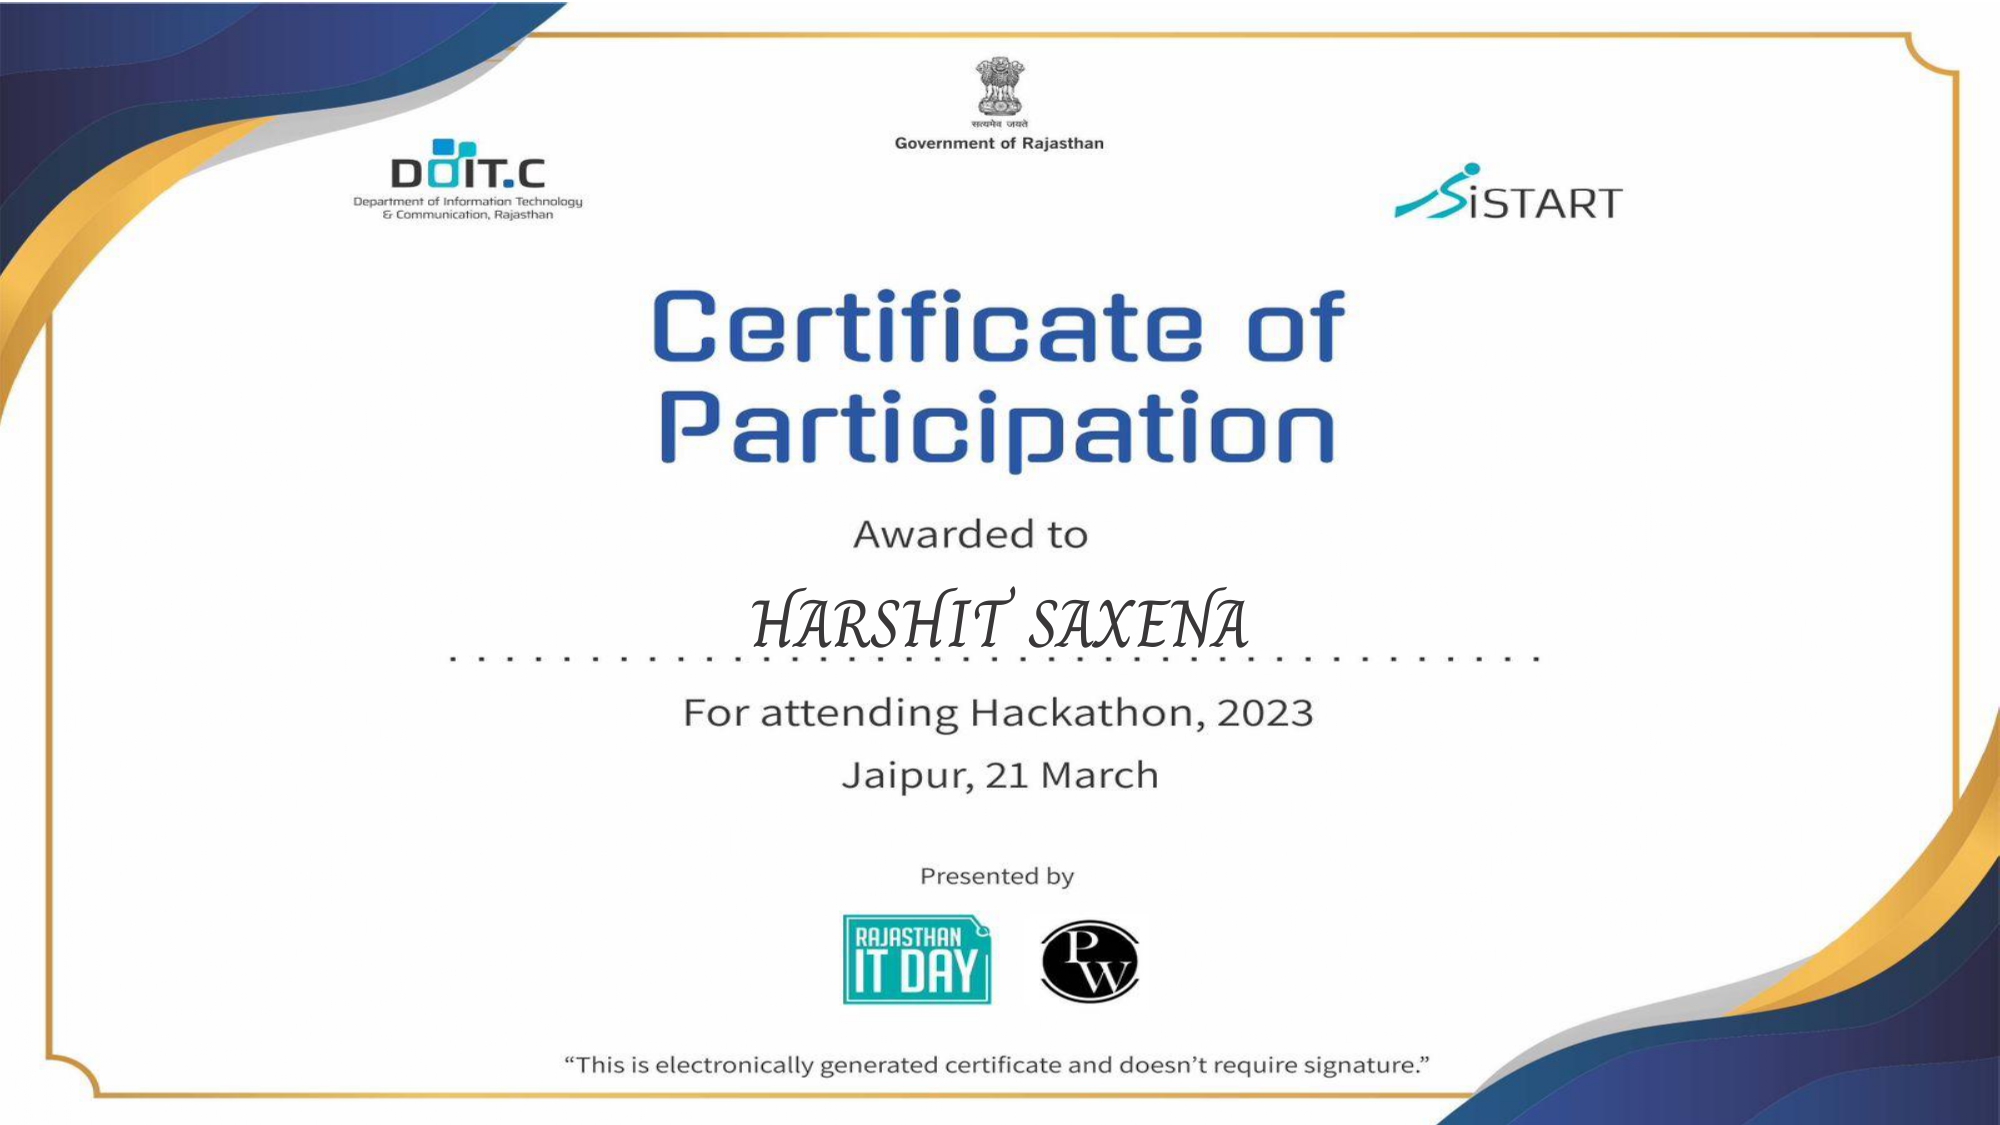 सत्यमेव जयते
Government of Rajasthan
DOIT.C
Department of Information Technology
& Communication, Rajasthan
iSTART
Certificate of
Participation
Awarded to
HARSHIT SAXENA
For attending Hackathon, 2023
Jaipur, 21 March
Presented by
RAJASTHAN
IT DAY
PW
“This is electronically generated certificate and doesn’t require signature.”